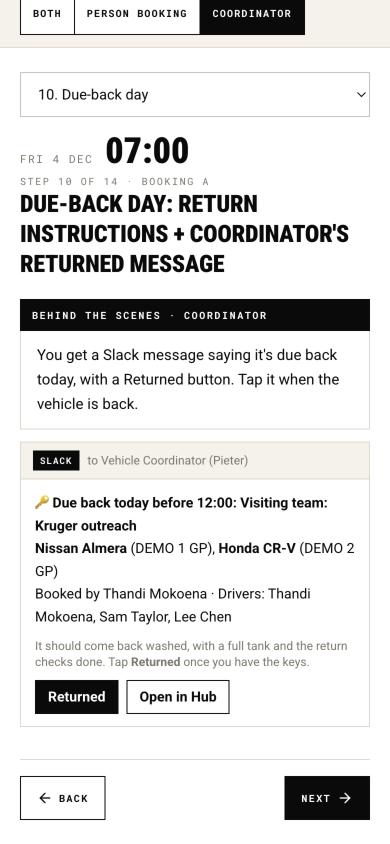 BOTH PERSON BOOKING COORDINATOR
10. Due-back day
FRI 4 DEC 07:00
STEP 10 OF 14 · BOOKING A
DUE-BACK DAY: RETURN
INSTRUCTIONS + COORDINATOR'S
RETURNED MESSAGE
BEHIND THE SCENES · COORDINATOR
You get a Slack message saying it's due back
today, with a Returned button. Tap it when the
vehicle is back.
SLACK to Vehicle Coordinator (Pieter)
🔑 Due back today before 12:00: Visiting team:
Kruger outreach
Nissan Almera (DEMO 1 GP), Honda CR-V (DEMO 2
GP)
Booked by Thandi Mokoena · Drivers: Thandi
Mokoena, Sam Taylor, Lee Chen
It should come back washed, with a full tank and the return
checks done. Tap Returned once you have the keys.
Returned Open in Hub
← BACK NEXT →